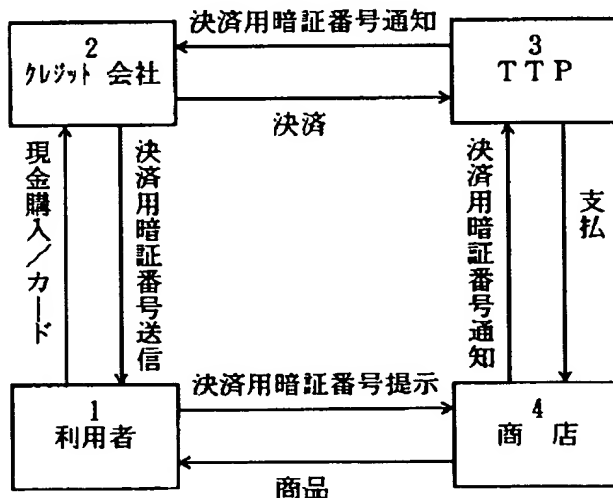 決済用暗証番号通知
2
クレジット 会社
3
TTP
決済
現金購入／カード
決済用暗証番号送信
決済用暗証番号通知
支払
決済用暗証番号提示
1
利用者
4
商 店
商品